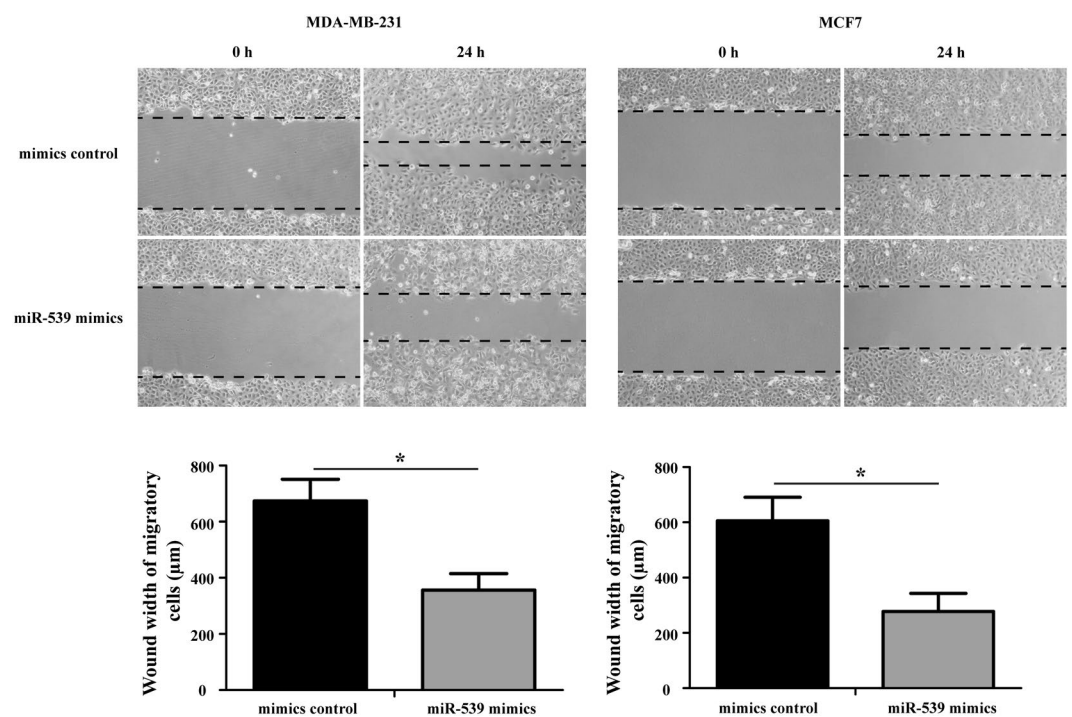 MDA-MB-231
MCF7
0 h
24 h
0 h
24 h
mimics control
miR-539 mimics
Wound width of migratory
cells (μm)
800
600
400
200
0
*
mimics control
miR-539 mimics
Wound width of migratory
cells (μm)
800
600
400
200
0
*
mimics control
miR-539 mimics